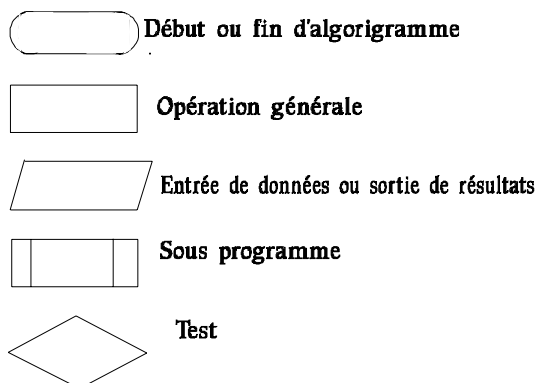 Début ou fin d'algorigramme
Opération générale
Entrée de données ou sortie de résultats
Sous programme
Test